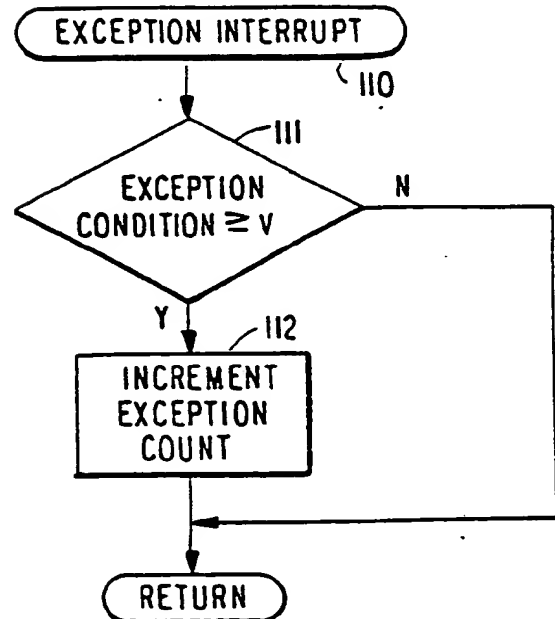 EXCEPTION INTERRUPT
110
111
EXCEPTION
CONDITION ≧ V
N
Y
112
INCREMENT
EXCEPTION
COUNT
RETURN